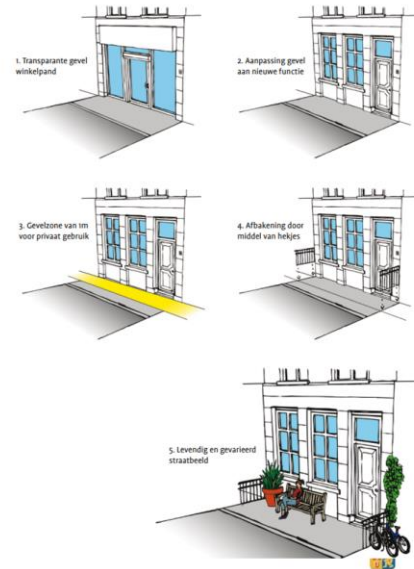 1. Transparante gevel
winkelpand
2. Aanpassing gevel
aan nieuwe functie
3. Gevelzone van 1m
voor privaat gebruik
4. Afbakening door
middel van hekjes
5. Levendig en gevarieerd
straatbeeld